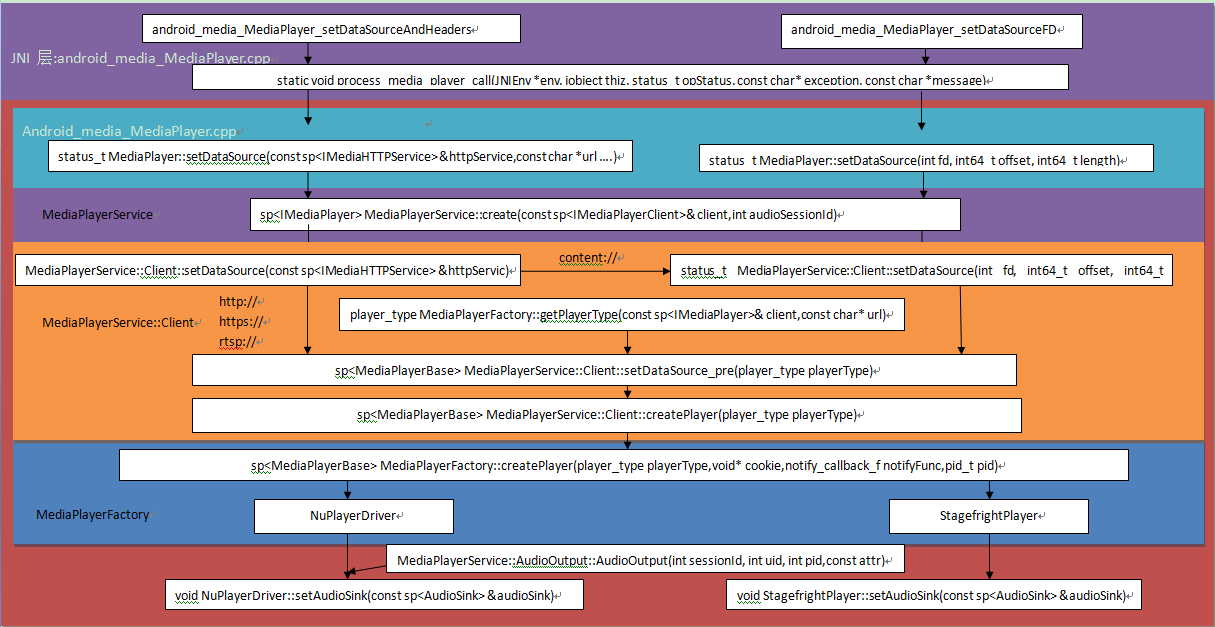 android_media_MediaPlayer_setDataSourceAndHeaders
android_media_MediaPlayer_setDataSourceFD
JNI 层:android_media_MediaPlayer.cpp
static void process_media_player_call(JNIEnv *env, jobject thiz, status_t opStatus, const char* exception, const char *message)
Android_media_MediaPlayer.cpp
status_t MediaPlayer::setDataSource(const sp<IMediaHTTPService>&httpService,const char *url ....)
status_t MediaPlayer::setDataSource(int fd, int64_t offset, int64_t length)
MediaPlayerService
sp<IMediaPlayer> MediaPlayerService::create(const sp<IMediaPlayerClient>& client,int audioSessionId)
MediaPlayerService::Client::setDataSource(const sp<IMediaHTTPService> &httpServic)
content://
status_t MediaPlayerService::Client::setDataSource(int fd, int64_t offset, int64_t
http://
https://
rtsp://
MediaPlayerService::Client
player_type MediaPlayerFactory::getPlayerType(const sp<IMediaPlayer>& client,const char* url)
sp<MediaPlayerBase> MediaPlayerService::Client::setDataSource_pre(player_type playerType)
sp<MediaPlayerBase> MediaPlayerService::Client::createPlayer(player_type playerType)
sp<MediaPlayerBase> MediaPlayerFactory::createPlayer(player_type playerType,void* cookie,notify_callback_f notifyFunc,pid_t pid)
MediaPlayerFactory
NuPlayerDriver
StagefrightPlayer
MediaPlayerService::AudioOutput::AudioOutput(int sessionId, int uid, int pid,const attr)
void NuPlayerDriver::setAudioSink(const sp<AudioSink> &audioSink)
void StagefrightPlayer::setAudioSink(const sp<AudioSink> &audioSink)